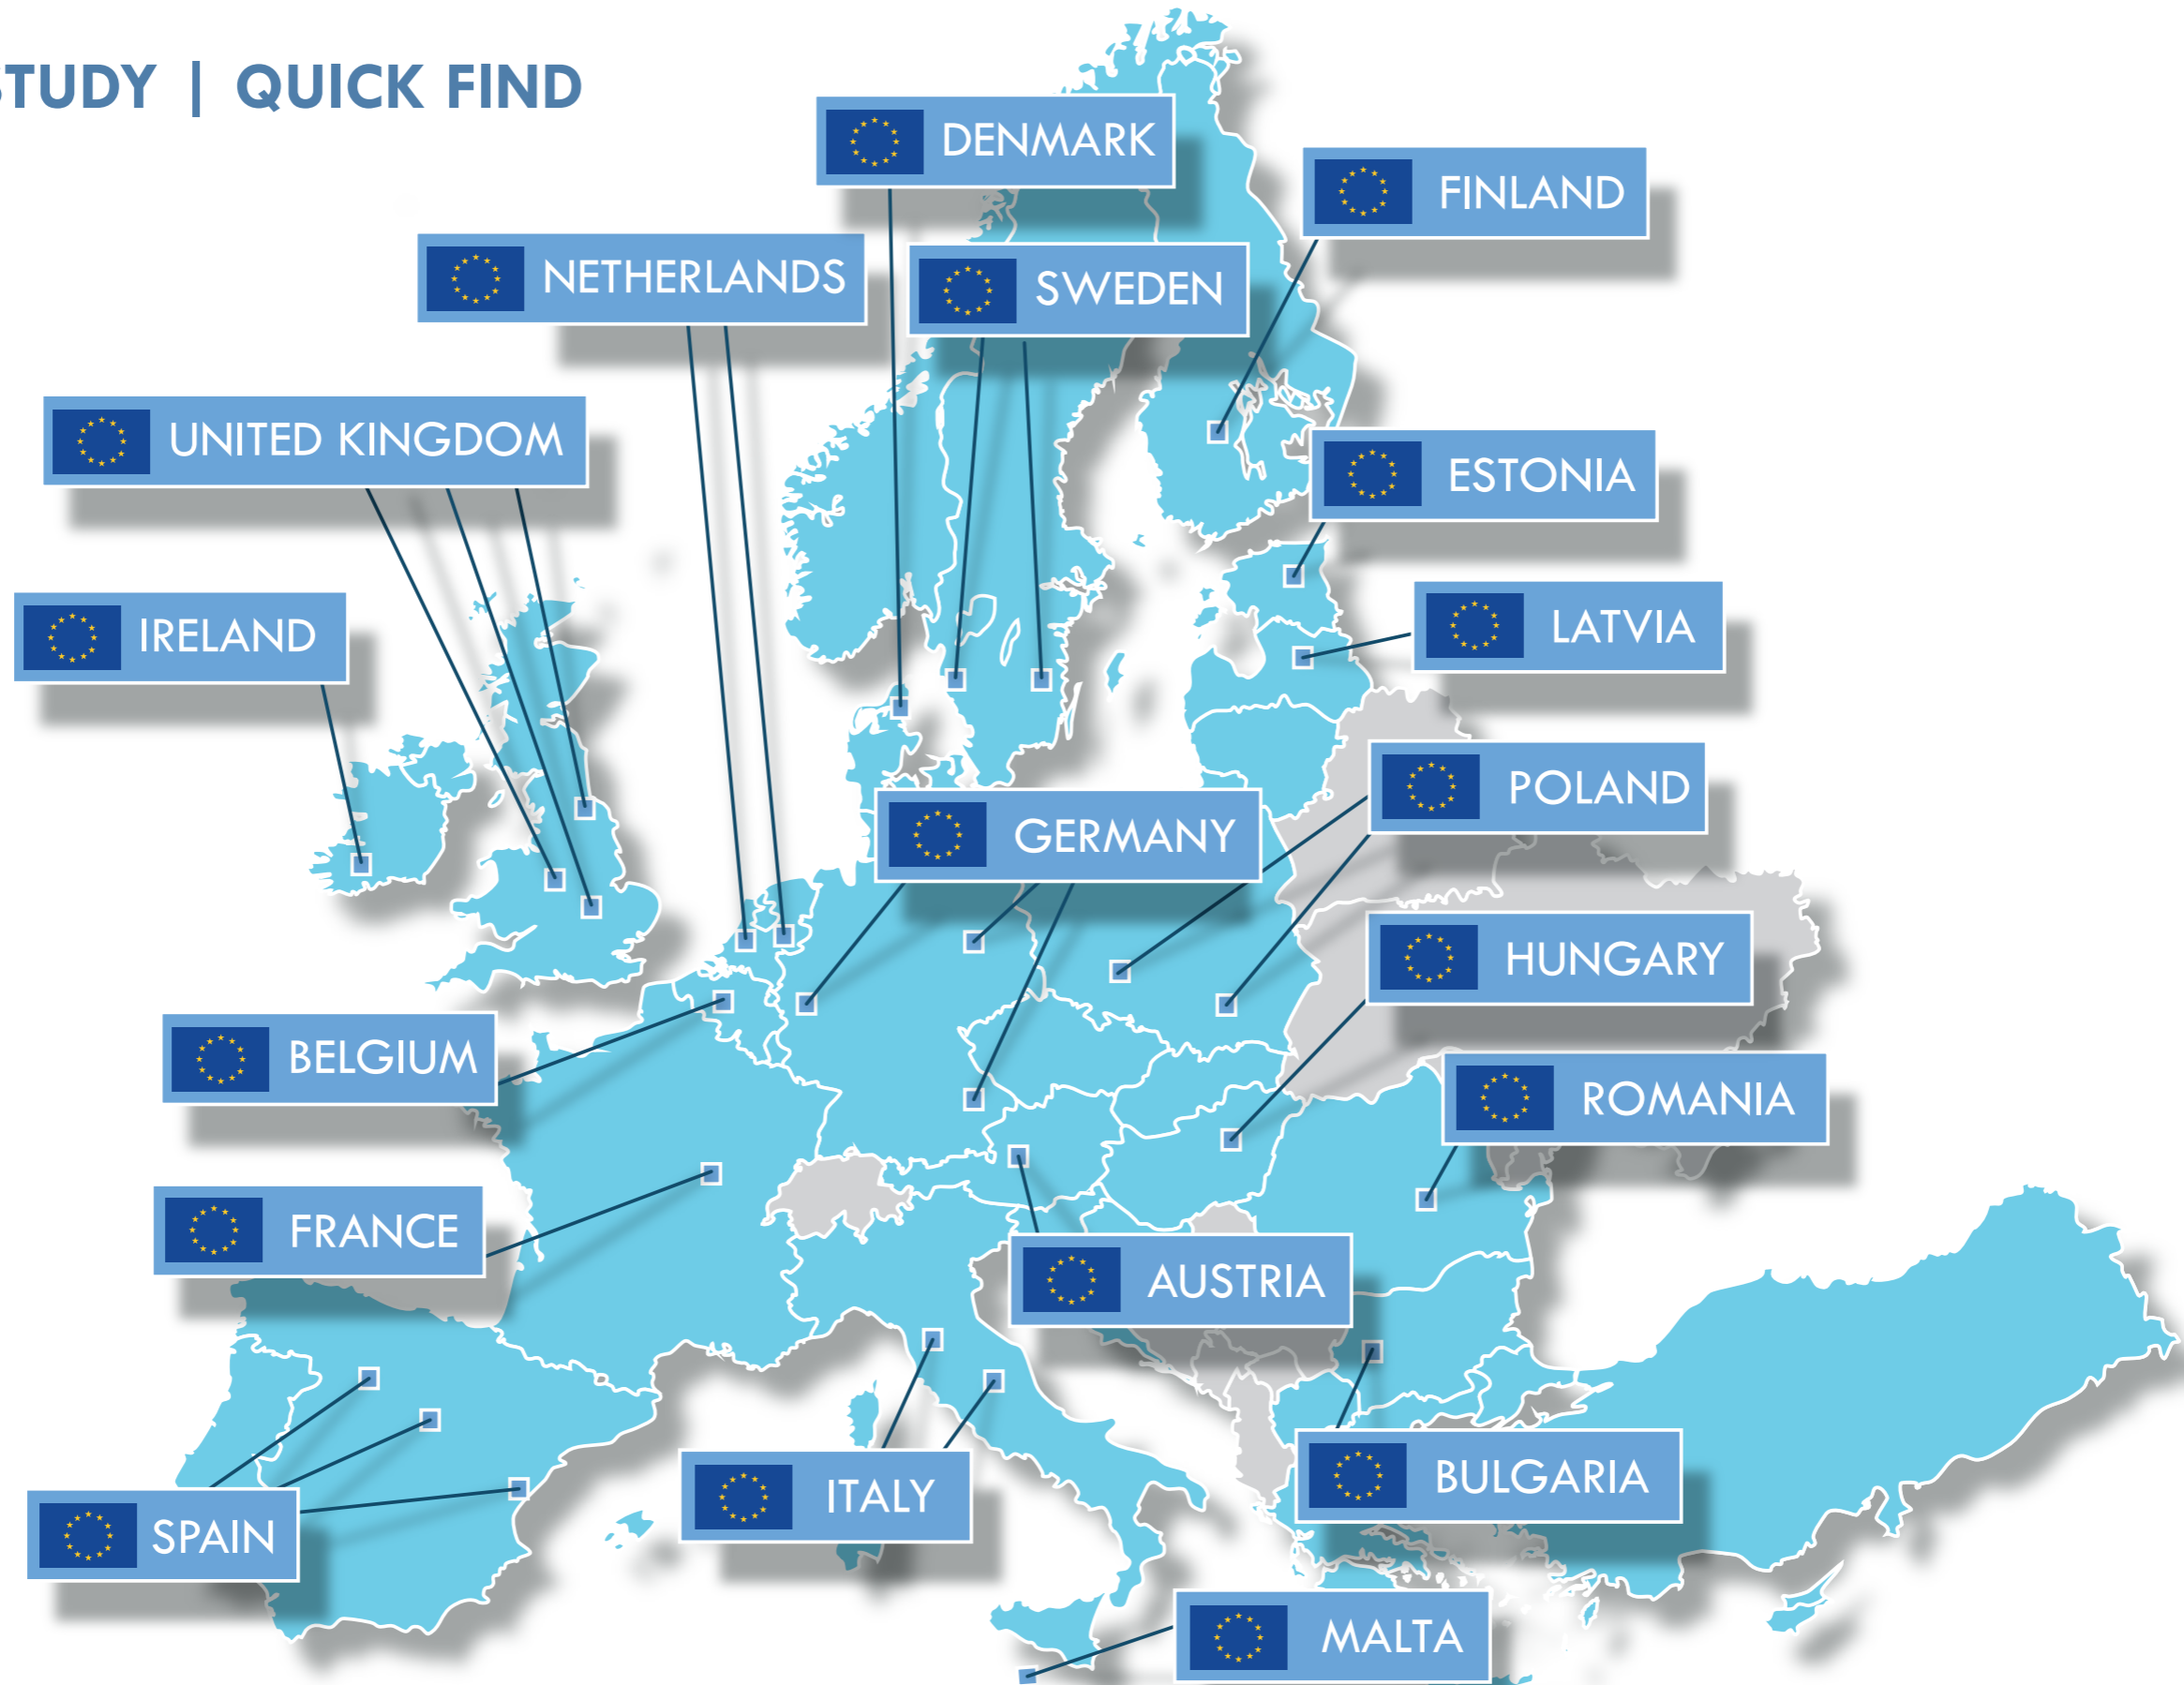 STUDY | QUICK FIND
DENMARK
FINLAND
NETHERLANDS
SWEDEN
UNITED KINGDOM
ESTONIA
IRELAND
LATVIA
POLAND
GERMANY
HUNGARY
BELGIUM
ROMANIA
FRANCE
AUSTRIA
BULGARIA
ITALY
SPAIN
MALTA